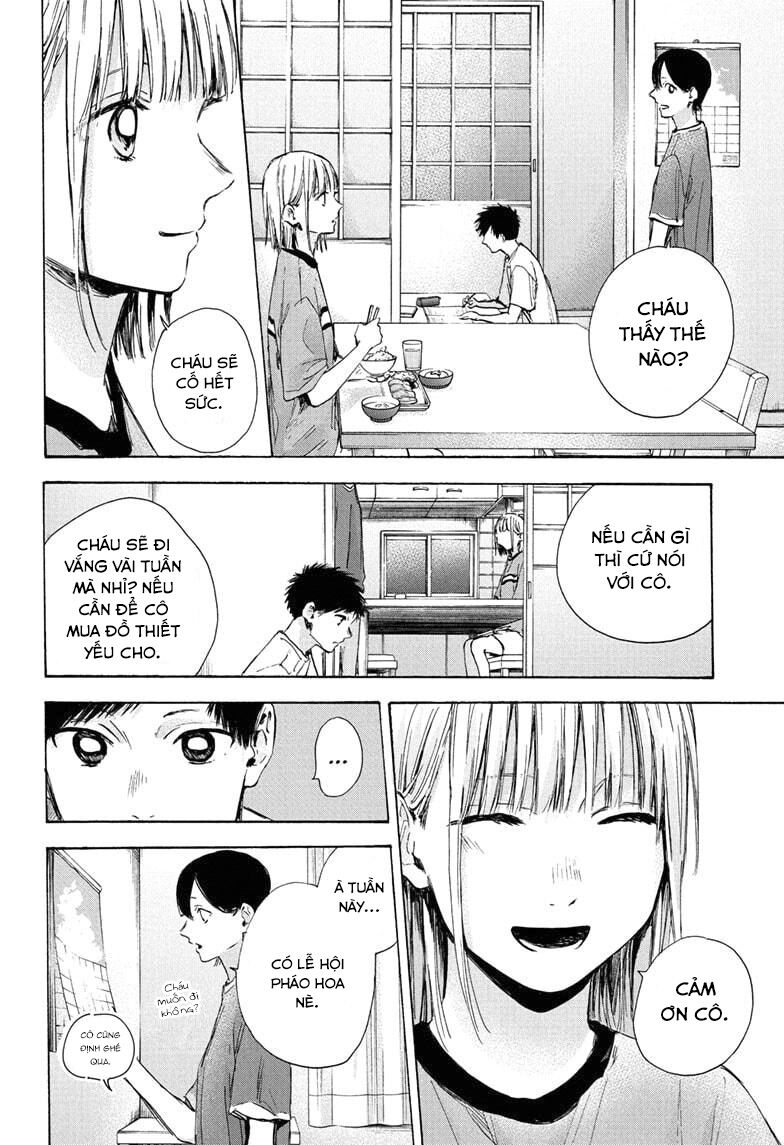 CHÁU
THẤY THẾ
NÀO?
CHÁU SẼ
CỐ HẾT
SỨC.
NẾU CẦN GÌ
THÌ CỨ NÓI
VỚI CÔ.
CHÁU SẼ ĐI
VẮNG VÀI TUẦN
MÀ NHỈ? NẾU
CẦN ĐỂ CÔ
MUA ĐỒ THIẾT
YẾU CHO.
CẢM
ƠN CÔ.
...
À TUẦN
NÀY...
CÓ LỄ HỘI
PHÁO HOA
NÈ.
Cháu
muốn đi
không?
CÔ CŨNG
ĐỊNH GHÉ
QUA.